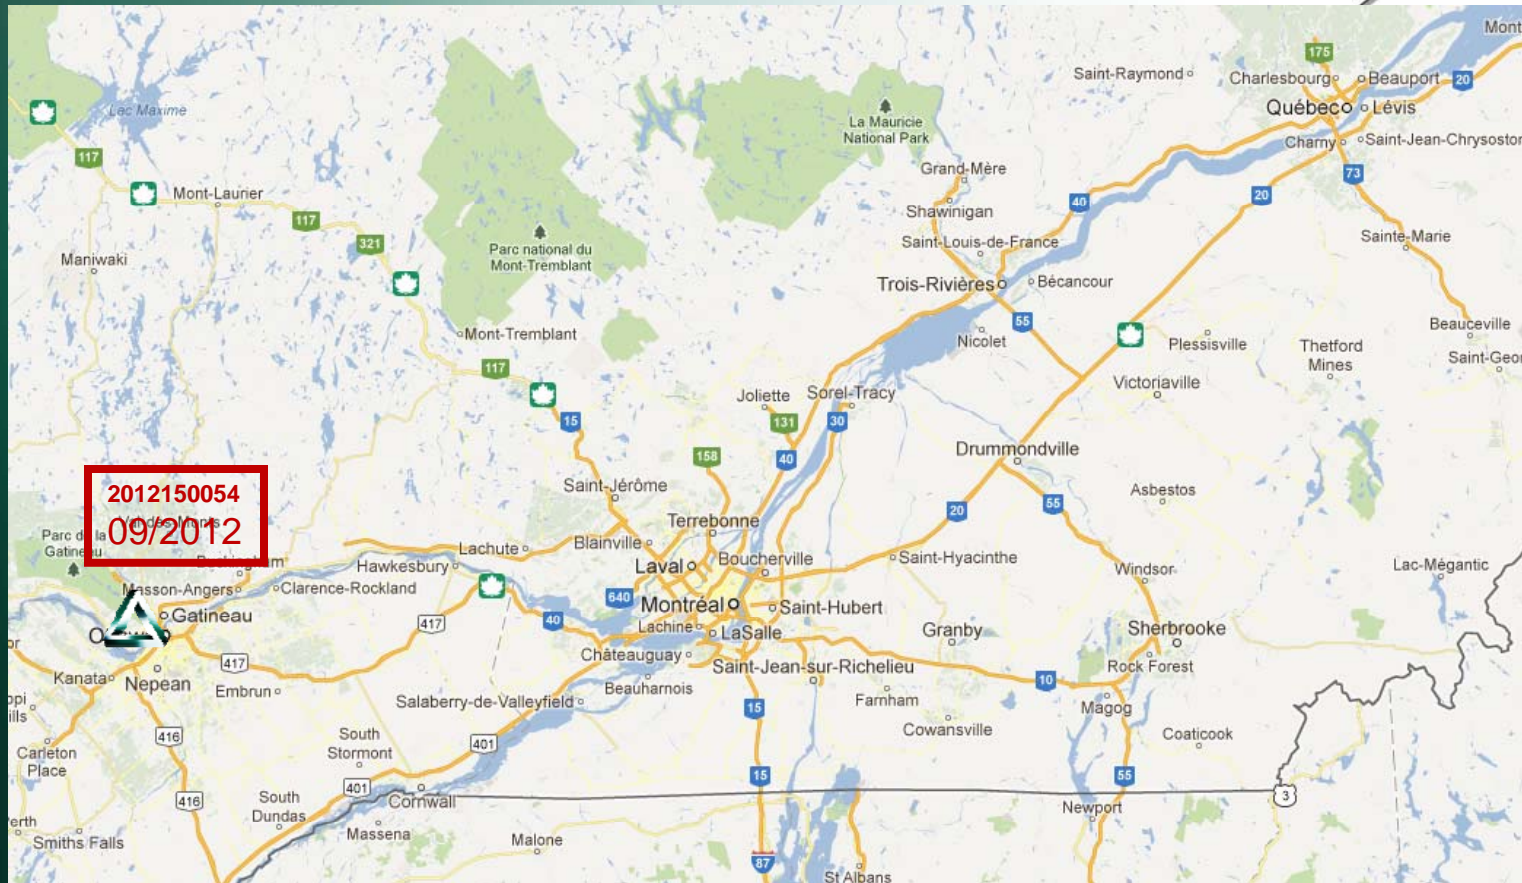 Mont
175
Saint-Raymond
Charlesbourg
Beauport
20
Québec
Lévis
Lac Maxime
La Mauricie
National Park
Charny
Saint-Jean-Chrysostor
117
Grand-Mère
73
Mont-Laurier
40
20
117
Shawinigan
321
Saint-Louis-de-France
Sainte-Marie
Parc national du
Mont-Tremblant
Maniwaki
Trois-Rivières
Bécancour
55
Beauceville
Mont-Tremblant
Nicolet
Plessisville
Thetford
Mines
Saint-Geor
117
Victoriaville
Joliette
Sorel-Tracy
15
131
30
158
40
Drummondville
Saint-Jérôme
Asbestos
2012150054
09/2012
55
20
Terrebonne
Parc de la
Gatineau
Blainville
Lachute
Boucherville
Saint-Hyacinthe
Hawkesbury
Laval
Windsor
Lac-Mégantic
Masson-Angers
Clarence-Rockland
640
Montréal
Saint-Hubert
Gatineau
417
40
Lachine
LaSalle
Granby
Sherbrooke
417
Châteauguay
Saint-Jean-sur-Richelieu
Rock Forest
Kanata
Nepean
Embrun
Beauharnois
10
Salaberry-de-Valleyfield
Farnham
Magog
15
Cowansville
416
South
Stormont
401
Coaticook
Carleton
Place
15
55
401
416
South
Dundas
Cornwall
3
Newport
Smiths Falls
Massena
Malone
87
St Albans